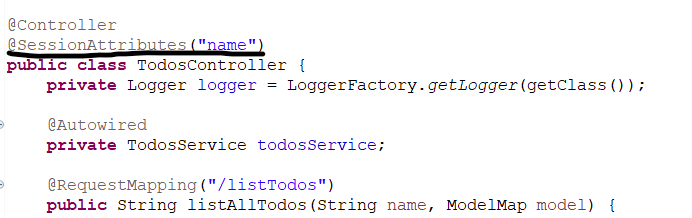 @Controller
@SessionAttributes("name")
public class TodosController {
private Logger logger = LoggerFactory.getLogger(getClass());
@Autowired
private TodosService todosService;
@RequestMapping("/listTodos")
public String listAllTodos(String name, ModelMap model) {